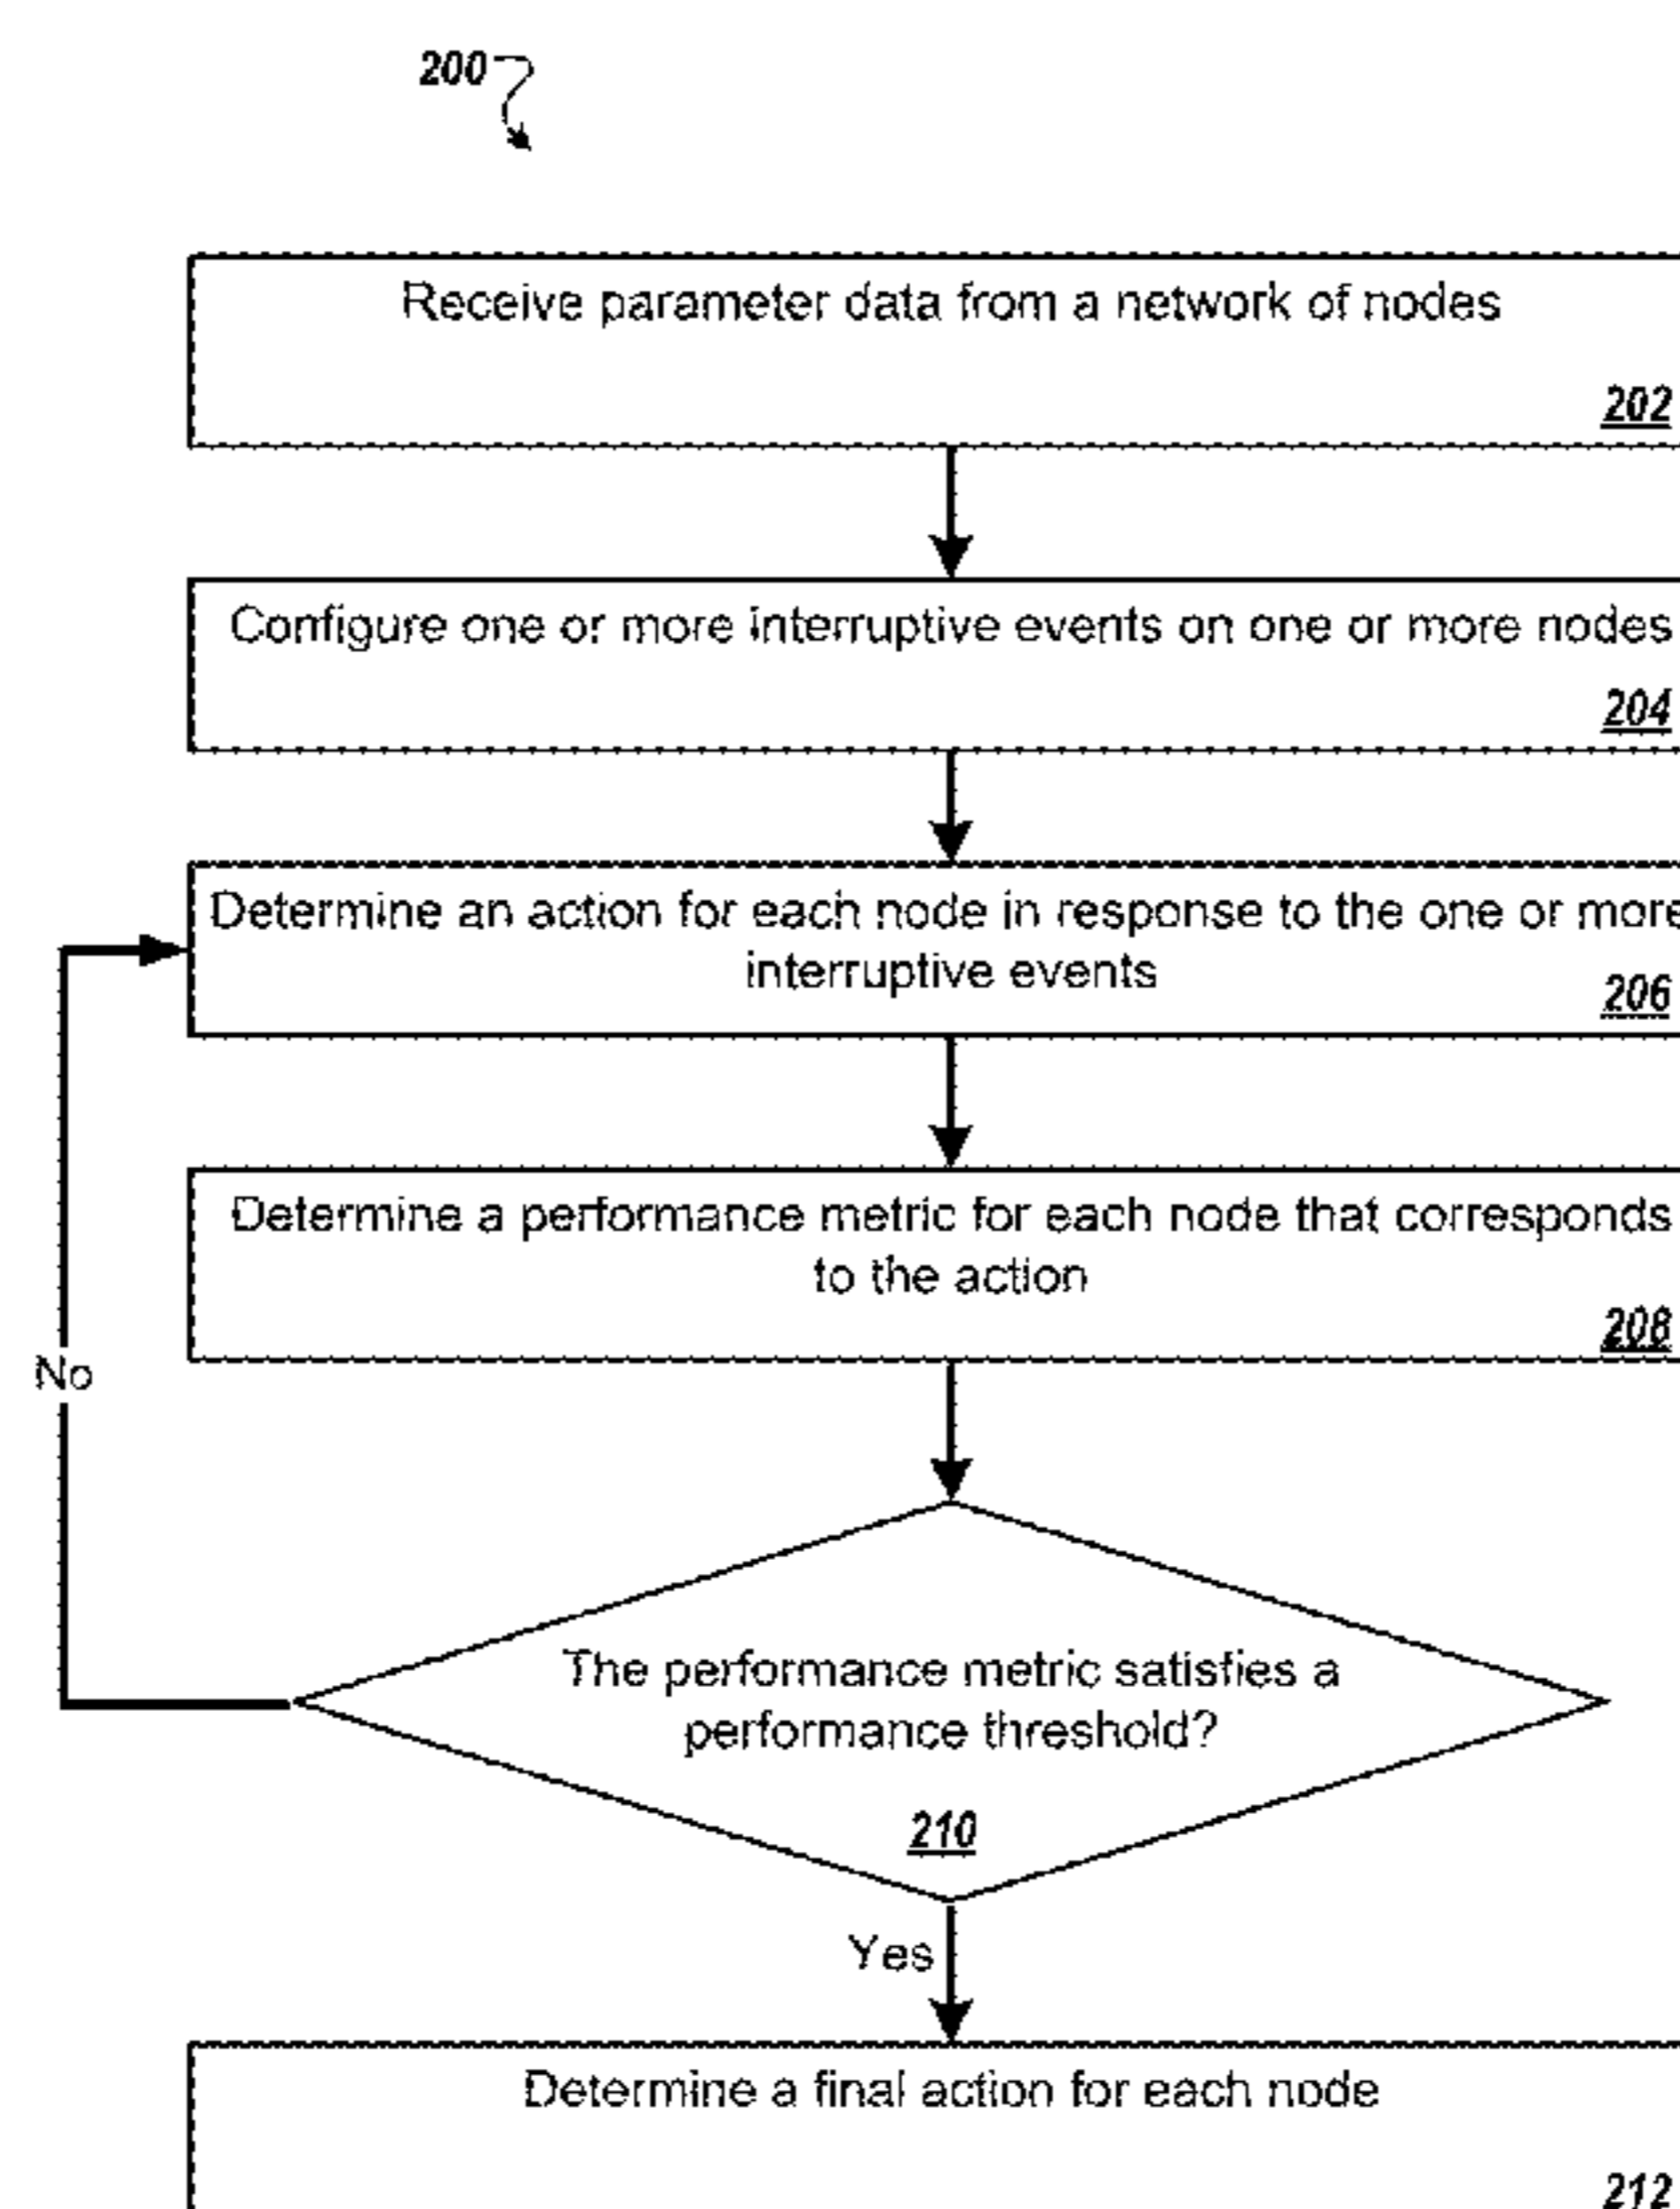 200
Receive parameter data from a network of nodes
202
Configure one or more interruptive events on one or more nodes
204
Determine an action for each node in response to the one or more
interruptive events
206
Determine a performance metric for each node that corresponds
to the action
208
No
The performance metric satisfies a
performance threshold?
210
Yes
Determine a final action for each node
212